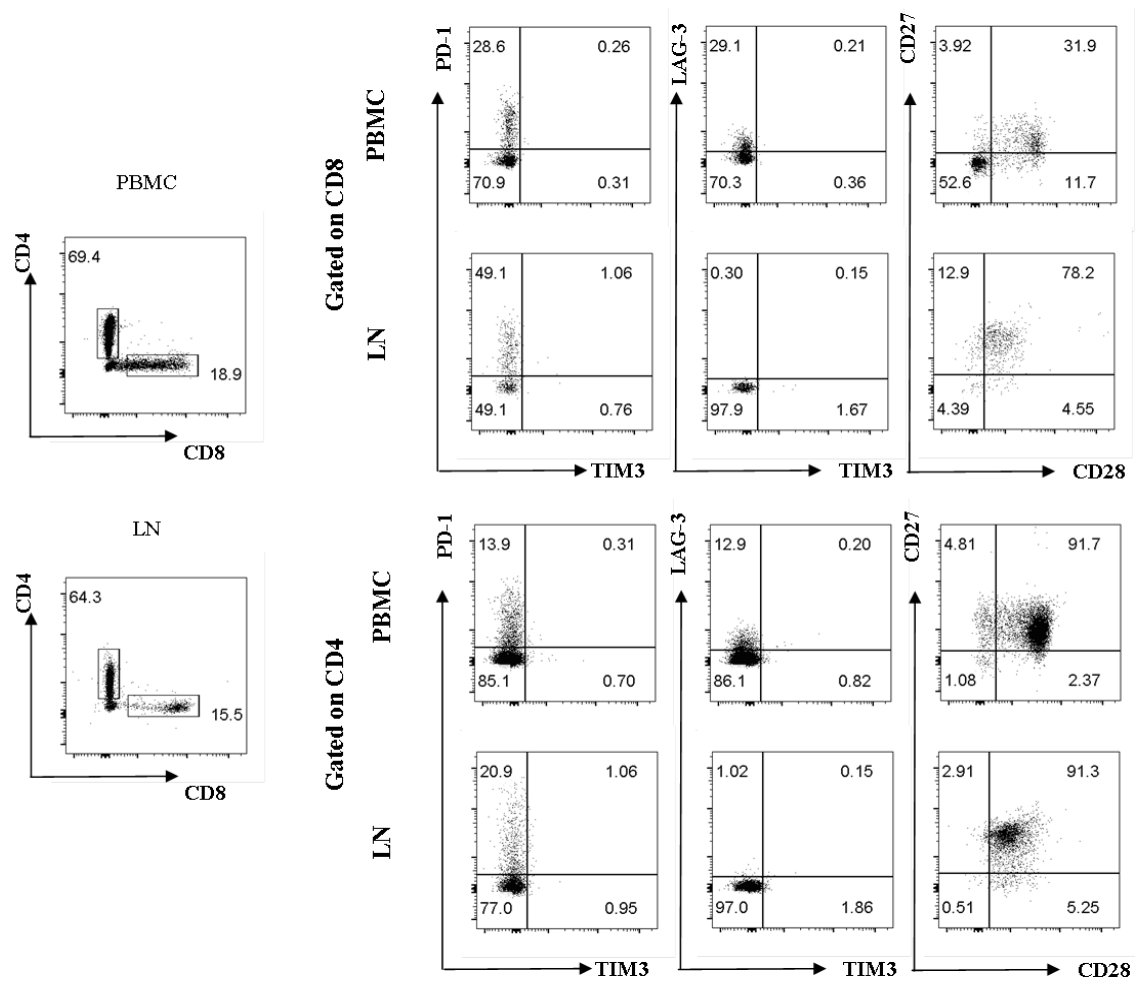 PBMC
CD4
69.4
18.9
CD8
LN
CD4
64.3
15.5
CD8
Gated on CD8
PBMC
PD-1
28.6 0.26
70.9 0.31
LAG-3
29.1 0.21
70.3 0.36
CD27
3.92 31.9
52.6 11.7
LN
49.1 1.06
49.1 0.76
TIM3
0.30 0.15
97.9 1.67
TIM3
12.9 78.2
4.39 4.55
CD28
Gated on CD4
PBMC
PD-1
13.9 0.31
85.1 0.70
LAG-3
12.9 0.20
86.1 0.82
CD27
4.81 91.7
1.08 2.37
LN
20.9 1.06
77.0 0.95
TIM3
1.02 0.15
97.0 1.86
TIM3
2.91 91.3
0.51 5.25
CD28